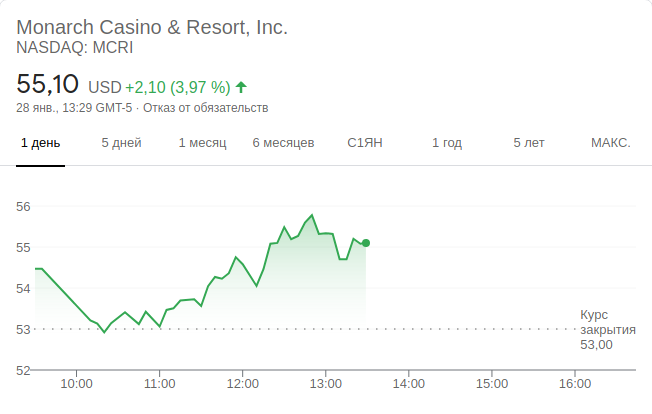 Monarch Casino & Resort, Inc.
NASDAQ: MCRI
55,10 USD +2,10 (3,97 %)
28 янв., 13:29 GMT-5 · Отказ от обязательств
1 день 5 дней 1 месяц 6 месяцев С1ЯН 1 год 5 лет МАКС.
56
55
54
Курс
53 закрытия
53,00
52
10:00 11:00 12:00 13:00 14:00 15:00 16:00